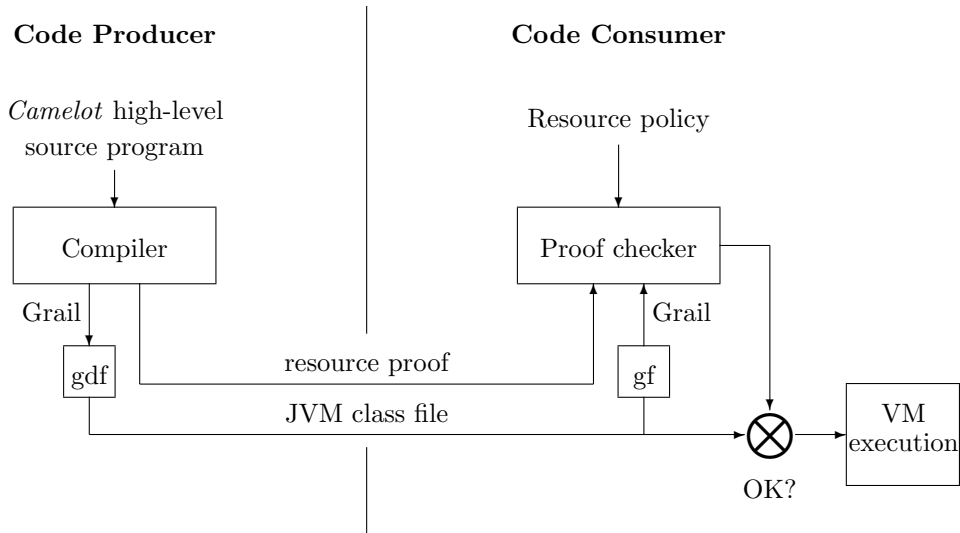 Code Producer
Code Consumer
Camelot high-level
source program
Resource policy
Compiler
Proof checker
Grail
Grail
gdf
resource proof
gf
JVM class file
VM
execution
OK?